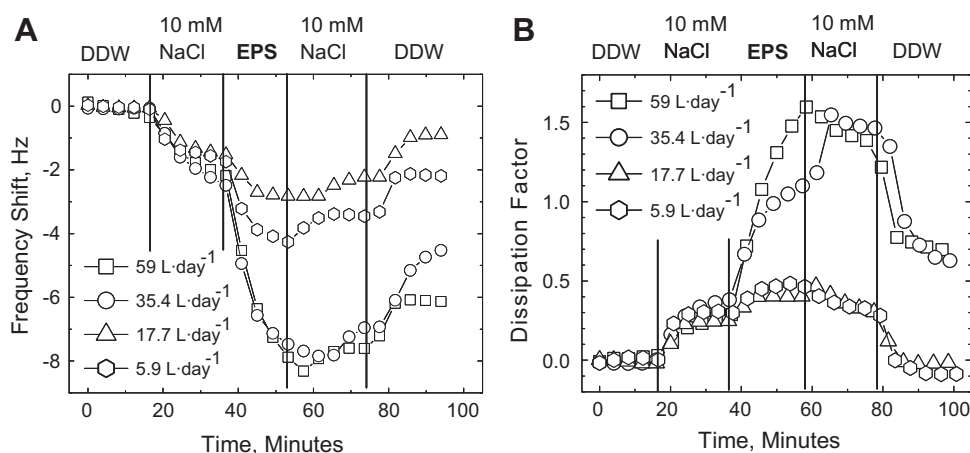 A
10 mM 10 mM
DDW NaCl EPS NaCl DDW
Frequency Shift, Hz
0
-2
-4
-6
-8
59 L·day⁻¹
35.4 L·day⁻¹
17.7 L·day⁻¹
5.9 L·day⁻¹
0 20 40 60 80 100
Time, Minutes
B
10 mM 10 mM
DDW NaCl EPS NaCl DDW
Dissipation Factor
1.5
1.0
0.5
0.0
59 L·day⁻¹
35.4 L·day⁻¹
17.7 L·day⁻¹
5.9 L·day⁻¹
0 20 40 60 80 100
Time, Minutes